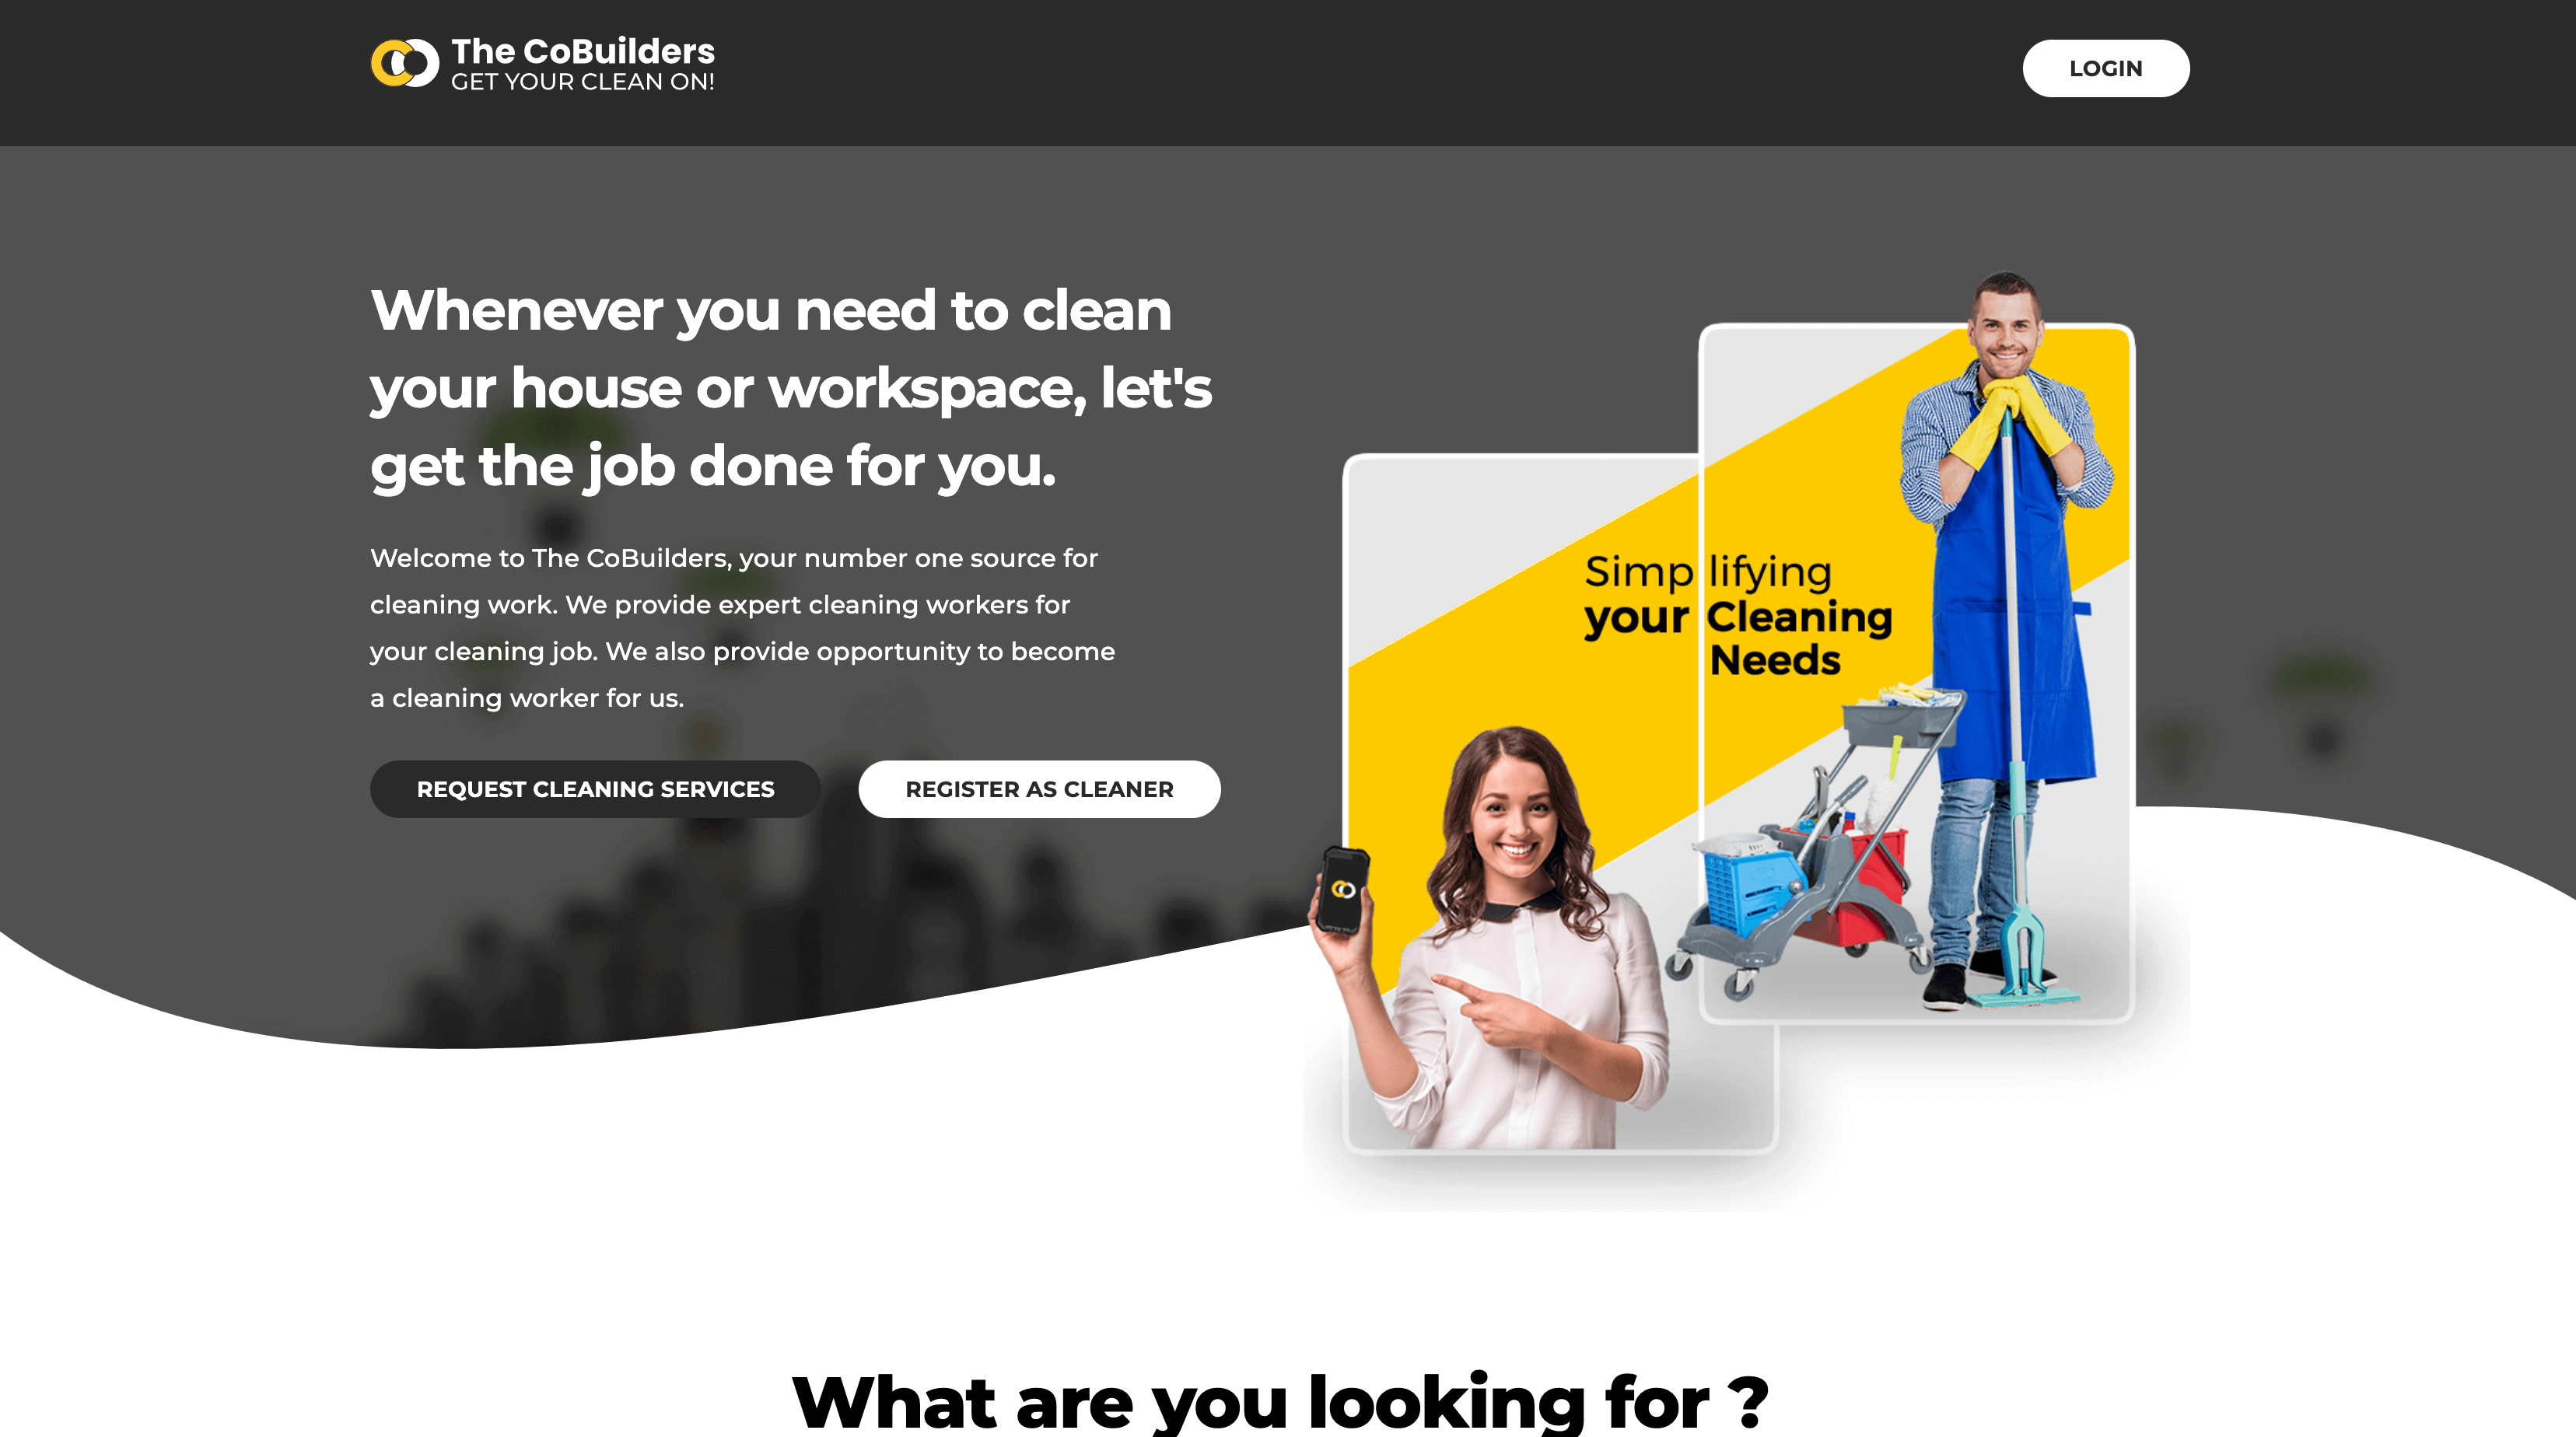 The CoBuilders
GET YOUR CLEAN ON!
LOGIN
Whenever you need to clean
your house or workspace, let's
get the job done for you.
Welcome to The CoBuilders, your number one source for
cleaning work. We provide expert cleaning workers for
your cleaning job. We also provide opportunity to become
a cleaning worker for us.
REQUEST CLEANING SERVICES
REGISTER AS CLEANER
Simplifying
your Cleaning
Needs
What are you looking for ?